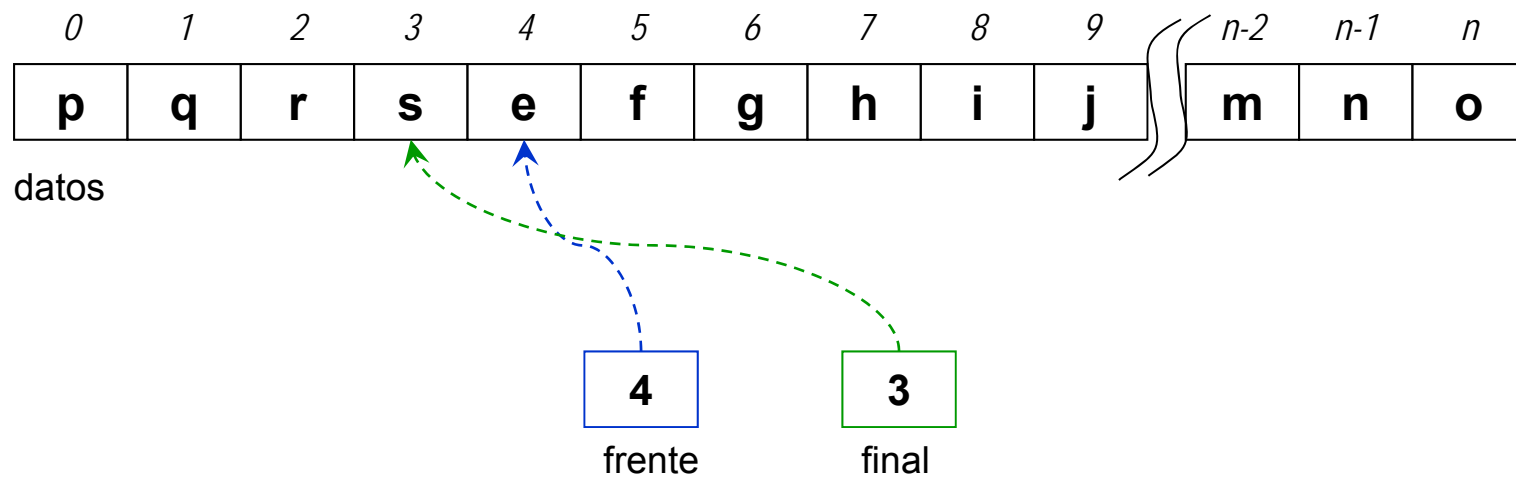 0 1 2 3 4 5 6 7 8 9 n-2 n-1 n
p q r s e f g h i j m n o
datos
4 3
frente final